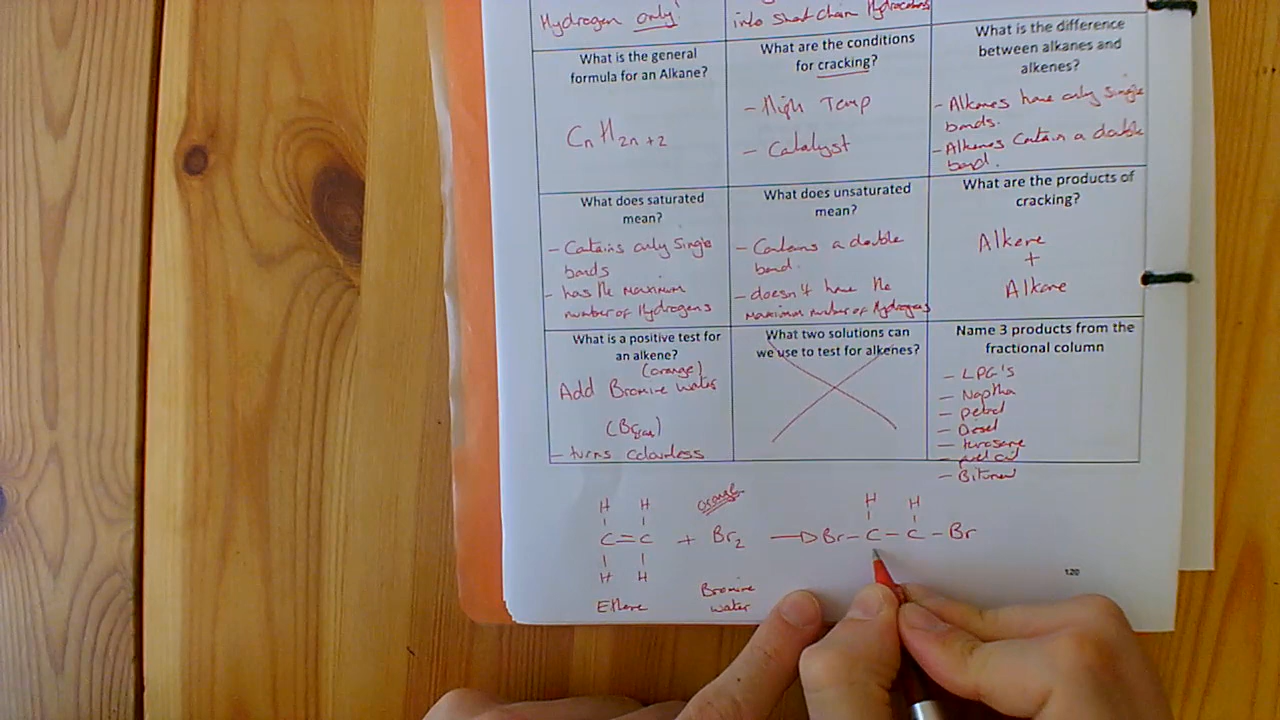 Hydrogen only!
into short chain Hydrocarbons
What is the general
formula for an Alkane?
CnH2n+2
What are the conditions
for cracking?
- High Temp
- Catalyst
What is the difference
between alkanes and
alkenes?
- Alkanes have only single
bonds.
- Alkenes contain a double
bond.
What does saturated
mean?
- Contains only single
bonds
- has the maximum
number of Hydrogens
What does unsaturated
mean?
- Contains a double
bond.
- doesn't have the
maximum number of Hydrogens
What are the products of
cracking?
Alkene
+
Alkane
What is a positive test for
an alkene?
(orange)
Add Bromine water
- turns colourless
What two solutions can
we use to test for alkenes?
Name 3 products from the
fractional column
- LPG's
- Naptha
- petrol
- Diesel
- kerosene
- fuel oil
- Bitumen
H H orange H H
C=C + Br2 → Br-C-C-Br
H H
Ethene
Bromine
water
120